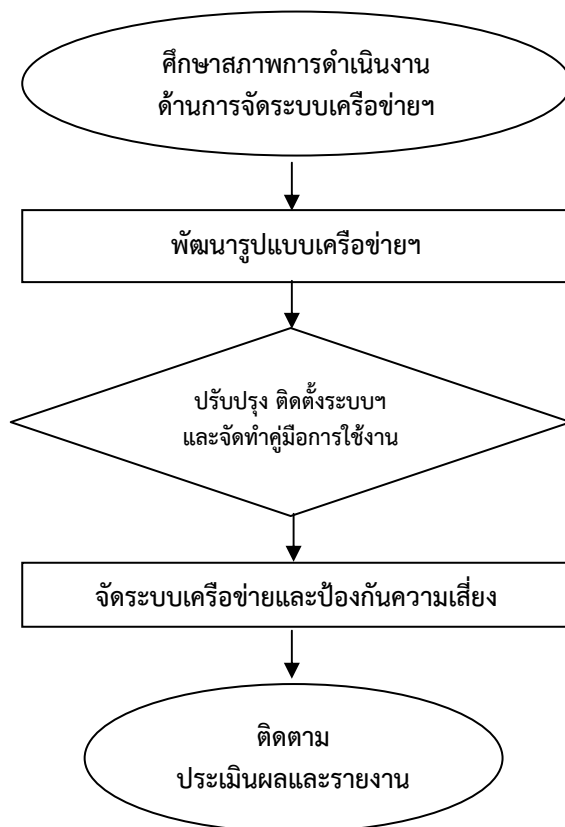 ศึกษาสภาพการดำเนินงาน
ด้านการจัดระบบเครือข่ายฯ
พัฒนารูปแบบเครือข่ายฯ
ปรับปรุง ติดตั้งระบบฯ
และจัดทำคู่มือการใช้งาน
จัดระบบเครือข่ายและป้องกันความเสี่ยง
ติดตาม
ประเมินผลและรายงาน